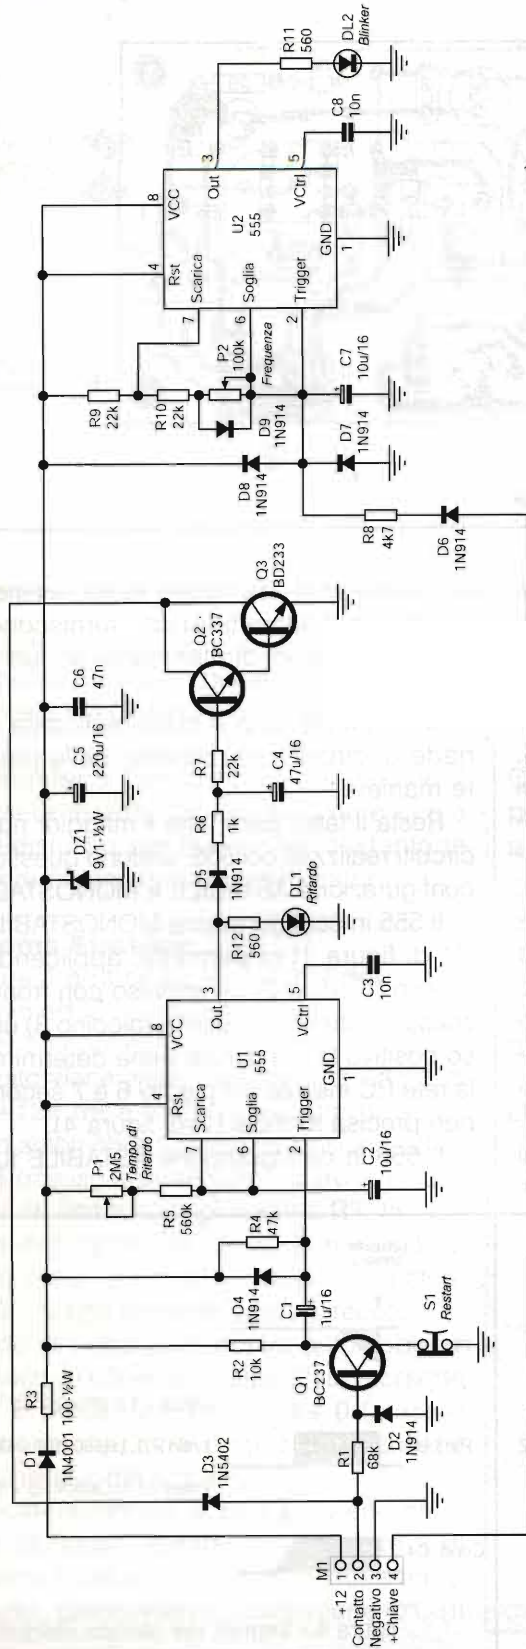 M1
+12 1
Contatto 2
Negativo 3
+Chiave 4
D1
1N4001
R3
100-½W
D3
1N5402
R1
68k
D2
1N914
Q1
BC237
S1
Restart
R2
10k
C1
1u/16
+
D4
1N914
R4
47k
P1
2M5
Tempo di
Ritardo
R5
560k
C2
10u/16
+
7
6
2
4
8
3
5
1
Rst
VCC
Scarica
Soglia
Trigger
Out
VCtrl
GND
U1
555
C3
10n
R12
560
DL1
Ritardo
D5
1N914
R6
1k
C4
47u/16
+
R7
22k
Q2
BC337
Q3
BD233
DZ1
9V1-½W
C5
220u/16
C6
47n
R8
4k7
D6
1N914
D8
1N914
D7
1N914
R9
22k
R10
22k
P2
100k
Frequenza
D9
1N914
C7
10u/16
+
7
6
2
4
8
3
5
1
Rst
VCC
Scarica
Soglia
Trigger
Out
VCtrl
GND
U2
555
R11
560
DL2
Blinker
C8
10n